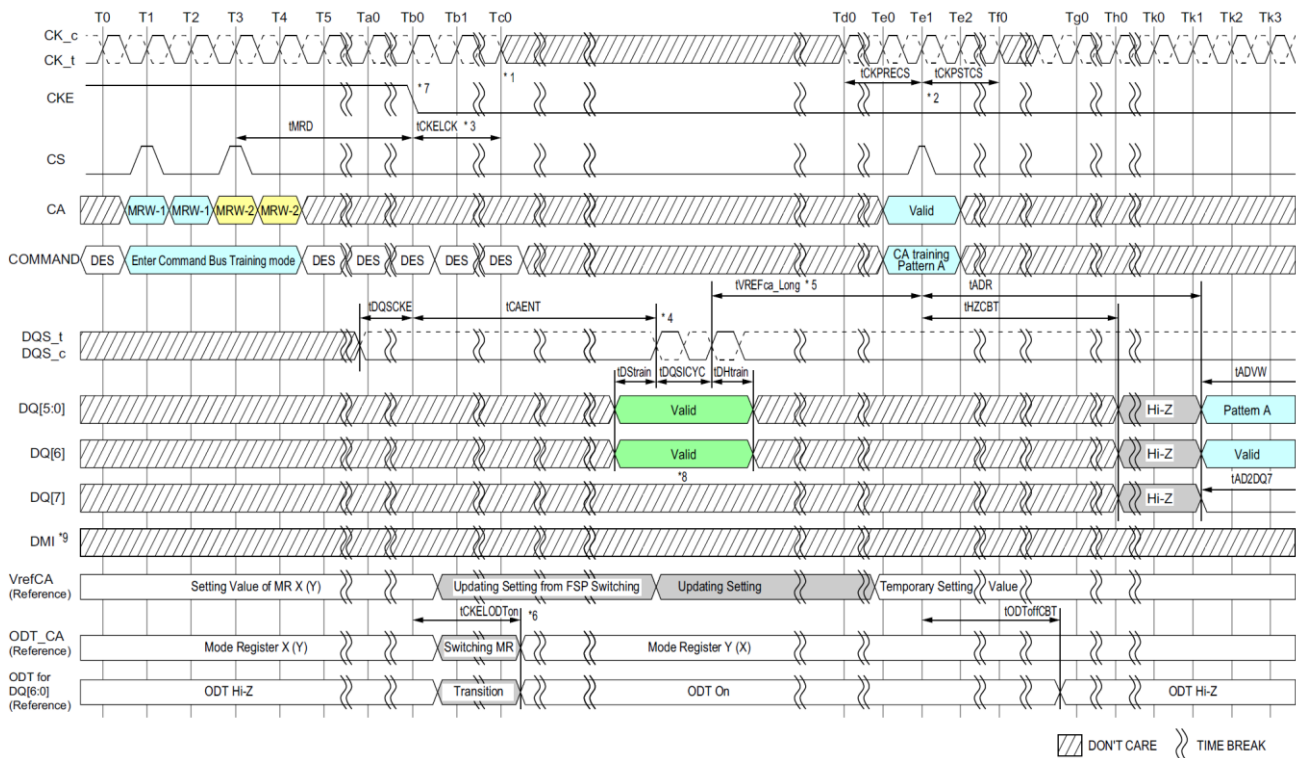 T0 T1 T2 T3 T4 T5 Ta0 Tb0 Tb1 Tc0 Td0 Te0 Te1 Te2 Tf0 Tg0 Th0 Tk0 Tk1 Tk2 Tk3
CK_c
CK_t
tCKPRECS tCKPSTCS
* 1
CKE * 7 * 2
tMRD tCKELCK * 3
CS
CA MRW-1 MRW-1 MRW-2 MRW-2 Valid
COMMAND DES Enter Command Bus Training mode DES DES DES DES DES CA training
Pattern A
tVREFca_Long * 5 tADR
tDQSCKE tCAENT tHZCBT
* 4
DQS_t
DQS_c
tDStrain tDQSICYC tDHtrain tADVW
DQ[5:0] Valid Hi-Z Pattern A
DQ[6] Valid Hi-Z Valid
*8 tAD2DQ7
DQ[7] Hi-Z
DMI *9
VrefCA
(Reference) Setting Value of MR X (Y) Updating Setting from FSP Switching Updating Setting Temporary Setting Value
tCKELODTon *6 tODToffCBT
ODT_CA
(Reference) Mode Register X (Y) Switching MR Mode Register Y (X)
ODT for
DQ[6:0]
(Reference) ODT Hi-Z Transition ODT On ODT Hi-Z
DON'T CARE TIME BREAK